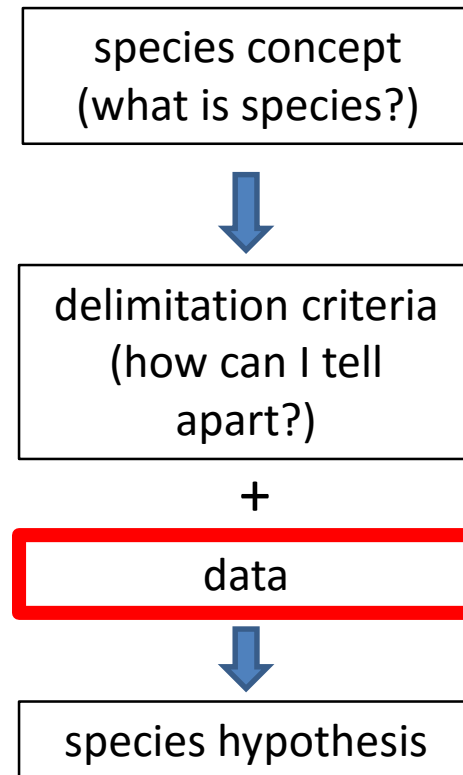 species concept
(what is species?)
delimitation criteria
(how can I tell
apart?)
+
data
species hypothesis